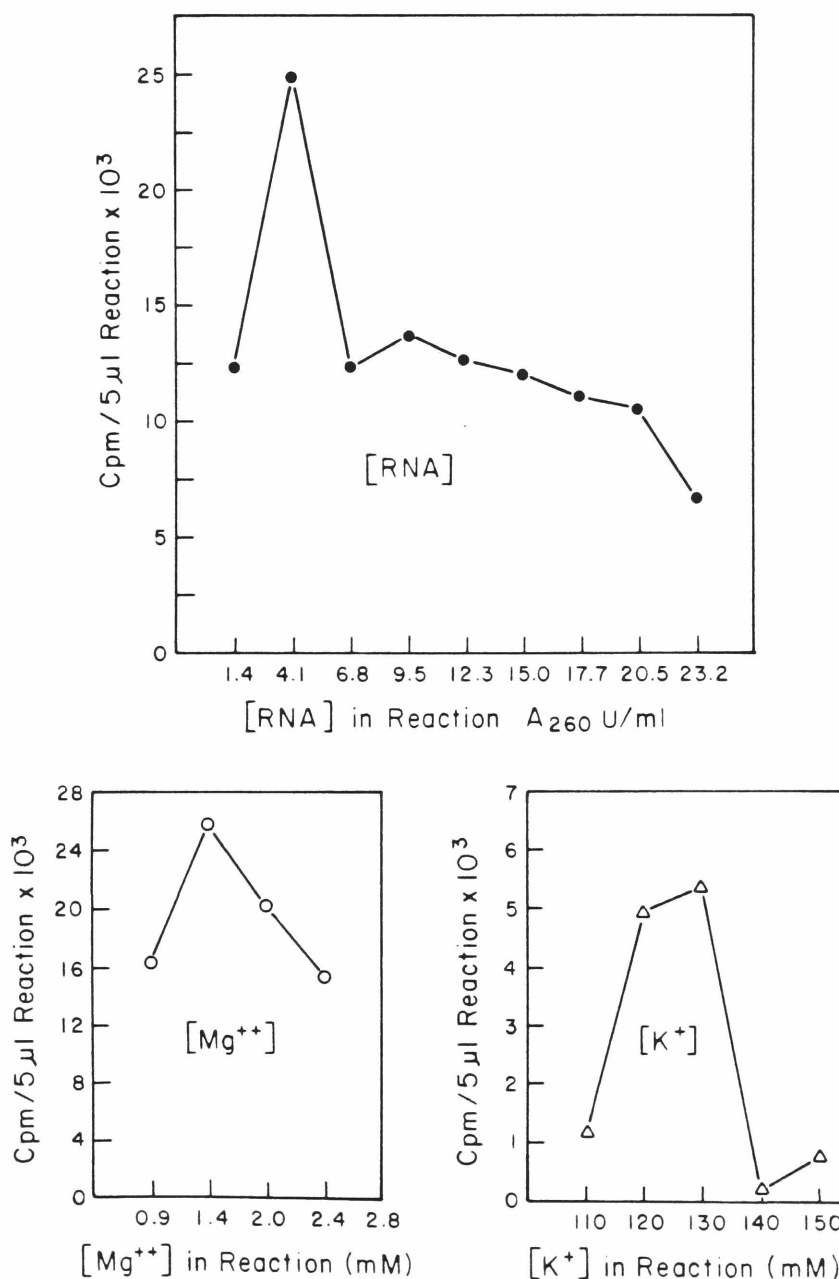 Cpm/5 µl Reaction x 10³
25
20
15
10
5
0
[RNA]
1.4 4.1 6.8 9.5 12.3 15.0 17.7 20.5 23.2
[RNA] in Reaction A₂₆₀ U/ml
Cpm/5 µl Reaction x 10³
28
24
20
16
12
8
4
0
[Mg⁺⁺]
0.9 1.4 2.0 2.4 2.8
[Mg⁺⁺] in Reaction (mM)
Cpm/5 µl Reaction x 10³
7
6
5
4
3
2
1
0
[K⁺]
110 120 130 140 150
[K⁺] in Reaction (mM)